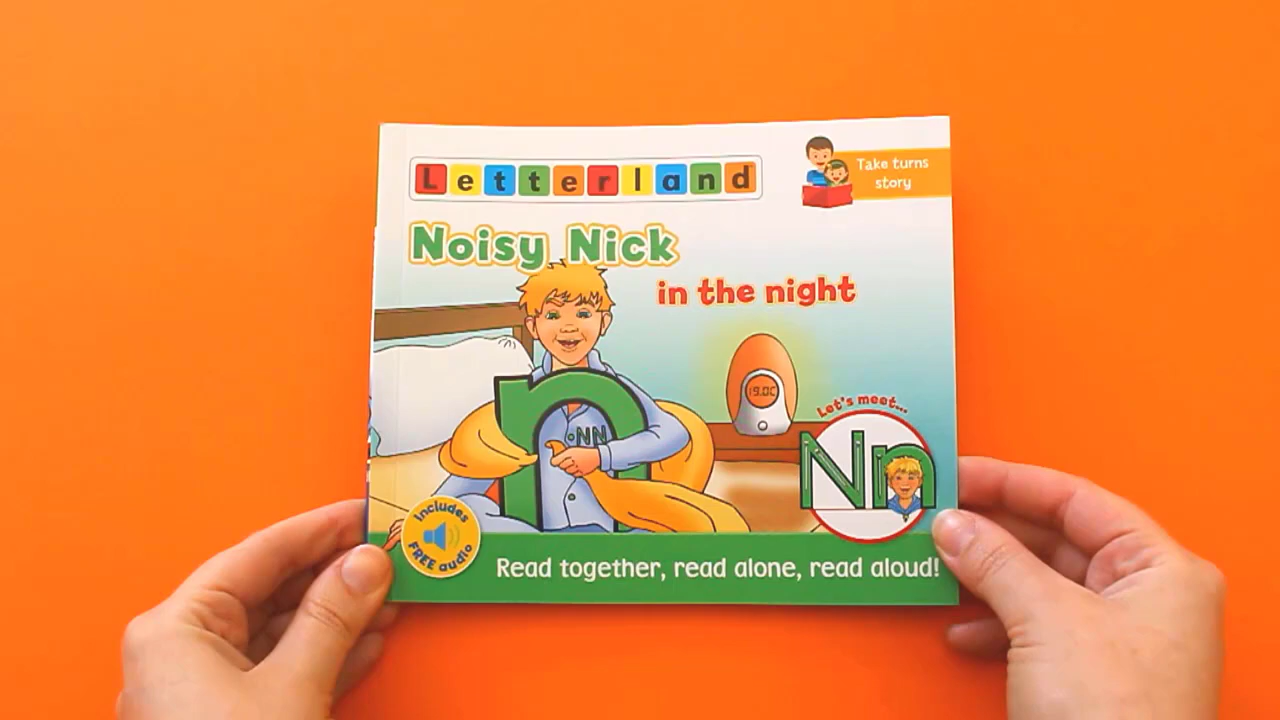 Letterland
Take turns
story
Noisy Nick
in the night
19.0C
Let's meet...
Nn
n
NN
Includes
FREE audio
Read together, read alone, read aloud!